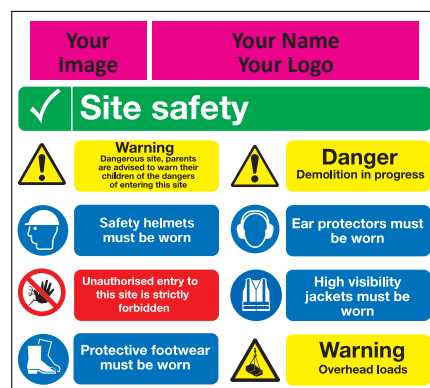 Your
Image
Your Name
Your Logo
Site safety
Warning
Dangerous site, parents
are advised to warn their
children of the dangers
of entering this site
Danger
Demolition in progress
Safety helmets
must be worn
Ear protectors must
be worn
Unauthorised entry to
this site is strictly
forbidden
High visibility
jackets must be
worn
Protective footwear
must be worn
Warning
Overhead loads